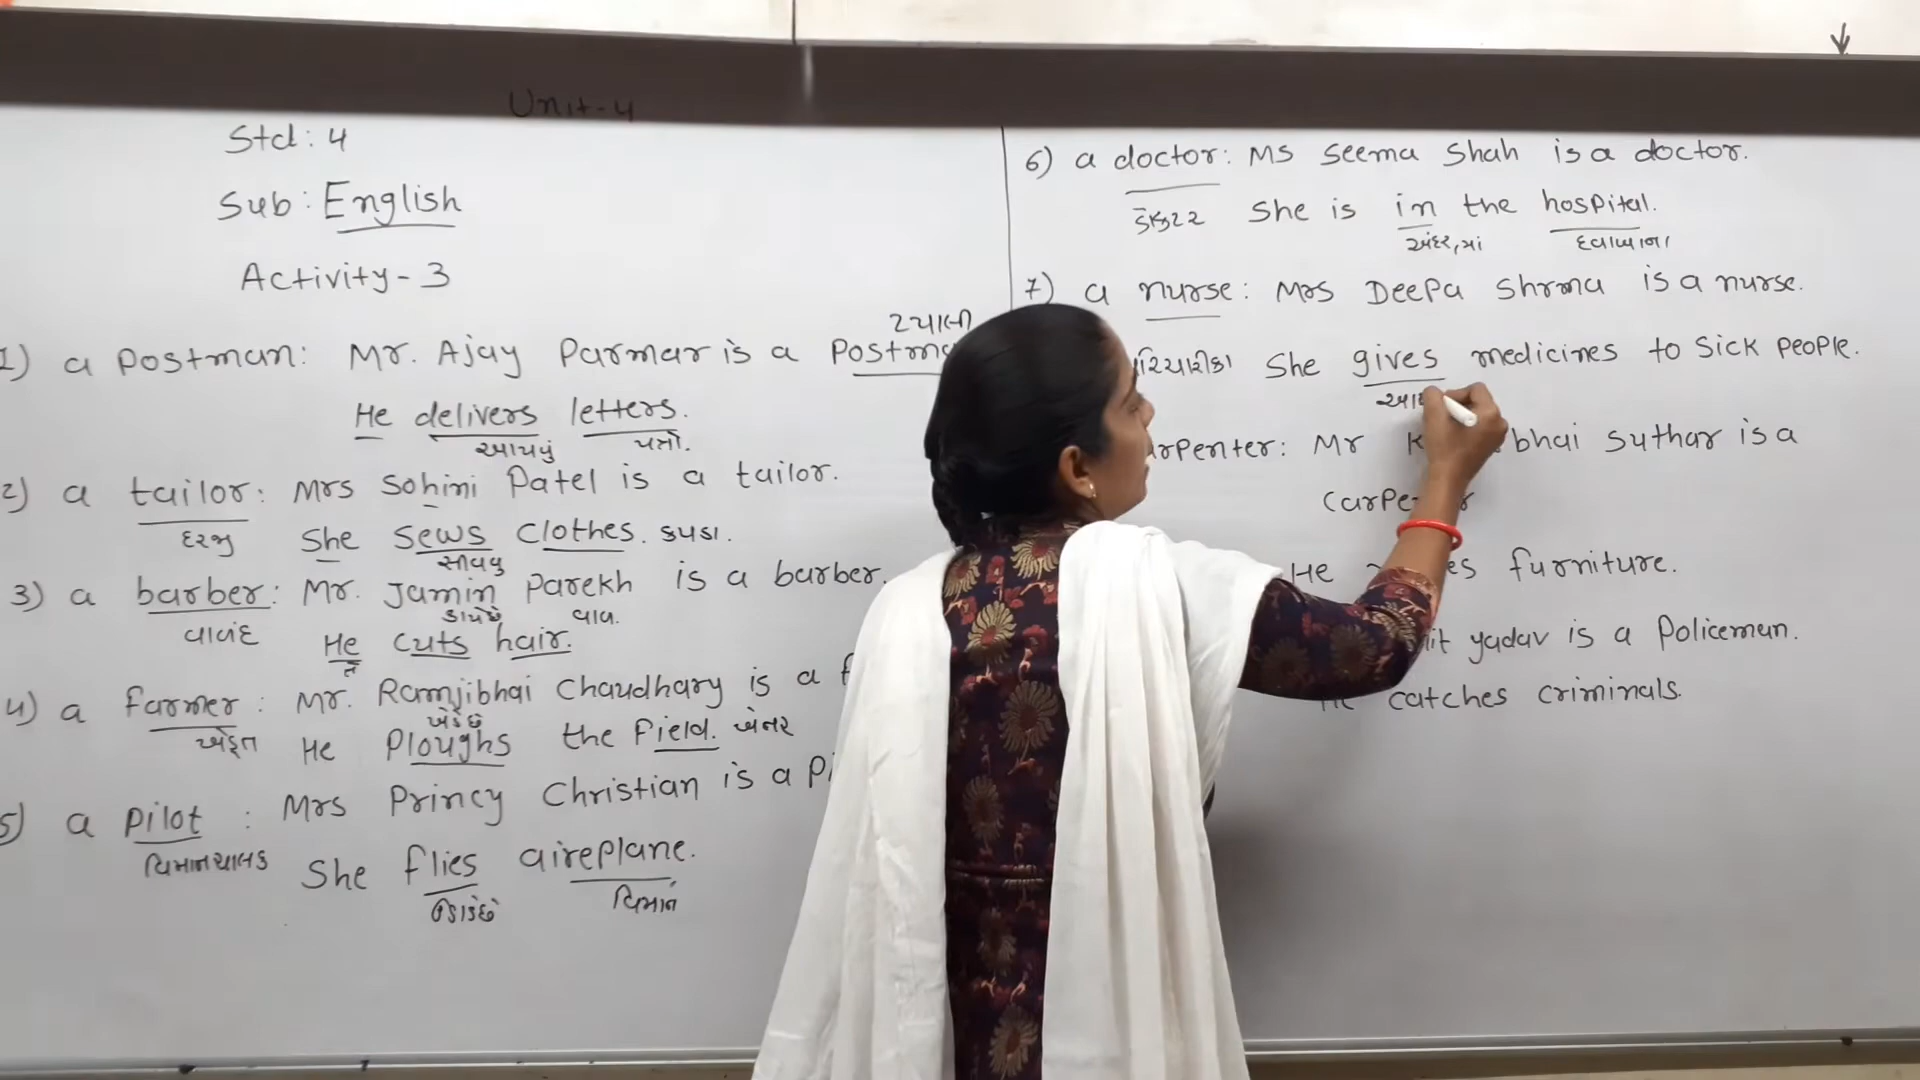 Unit-4
Std: 4
Sub: English
Activity-3
ટપાલી
1) a Postman: Mr. Ajay Parmar is a
He delivers letters.
આપવું પત્રો.
2) a tailor: Mrs Sohini Patel is a tailor.
દરજી She sews clothes. કપડા.
સીવવુ
3) a barber: Mr. Jamin Parekh is a barber.
કાપેછે વાળ.
વાળંદ He cuts hair.
તે
4) a farmer: Mr. Ramjibhai Chaudhary is a
ખેડેછે
ખેડૂત He Ploughs the Field. ખેતર
5) a Pilot: Mrs Princy Christian is a
વિમાનચાલક She flies aireplane.
ઉડાડેછે વિમાન
6) a doctor: Ms Seema Shah is a doctor.
ડૉક્ટર She is in the hospital.
અંદર,માં દવાખાના
7) a nurse: Mrs Deepa Shrma is a nurse.
She gives medicines to Sick people.
Mr bhai Suthar is a
He furniture.
yadav is a Policeman.
catches criminals.